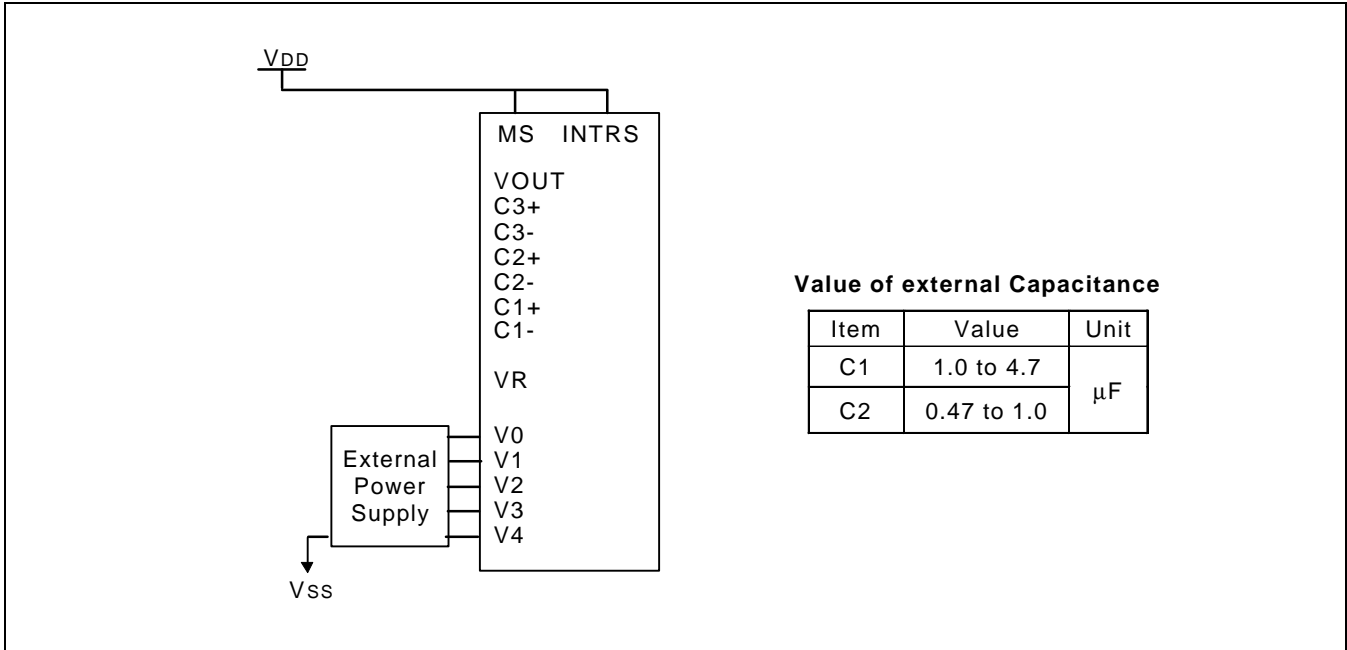 VDD
MS INTRS
VOUT
C3+
C3-
C2+
C2-
C1+
C1-
VR
V0
V1
V2
V3
V4
External
Power
Supply
Vss
Value of external Capacitance
Item Value Unit
C1 1.0 to 4.7 μF
C2 0.47 to 1.0